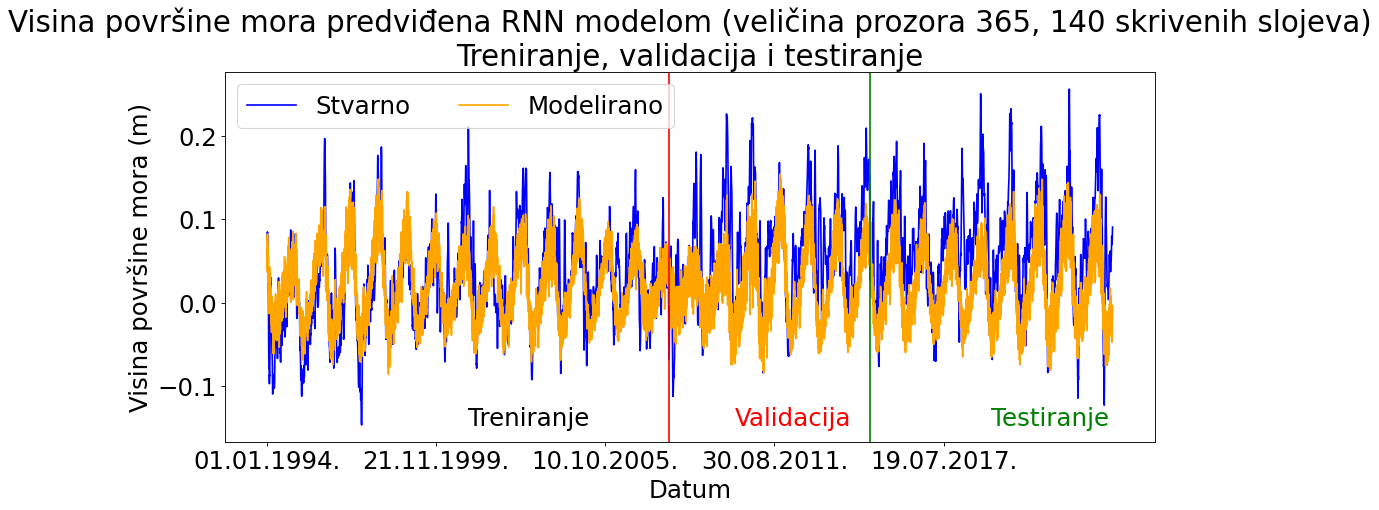 Visina površine mora predviđena RNN modelom (veličina prozora 365, 140 skrivenih slojeva)
Treniranje, validacija i testiranje
Stvarno
Modelirano
Visina površine mora (m)
0.2
0.1
0.0
−0.1
Treniranje
Validacija
Testiranje
01.01.1994.
21.11.1999.
10.10.2005.
30.08.2011.
19.07.2017.
Datum